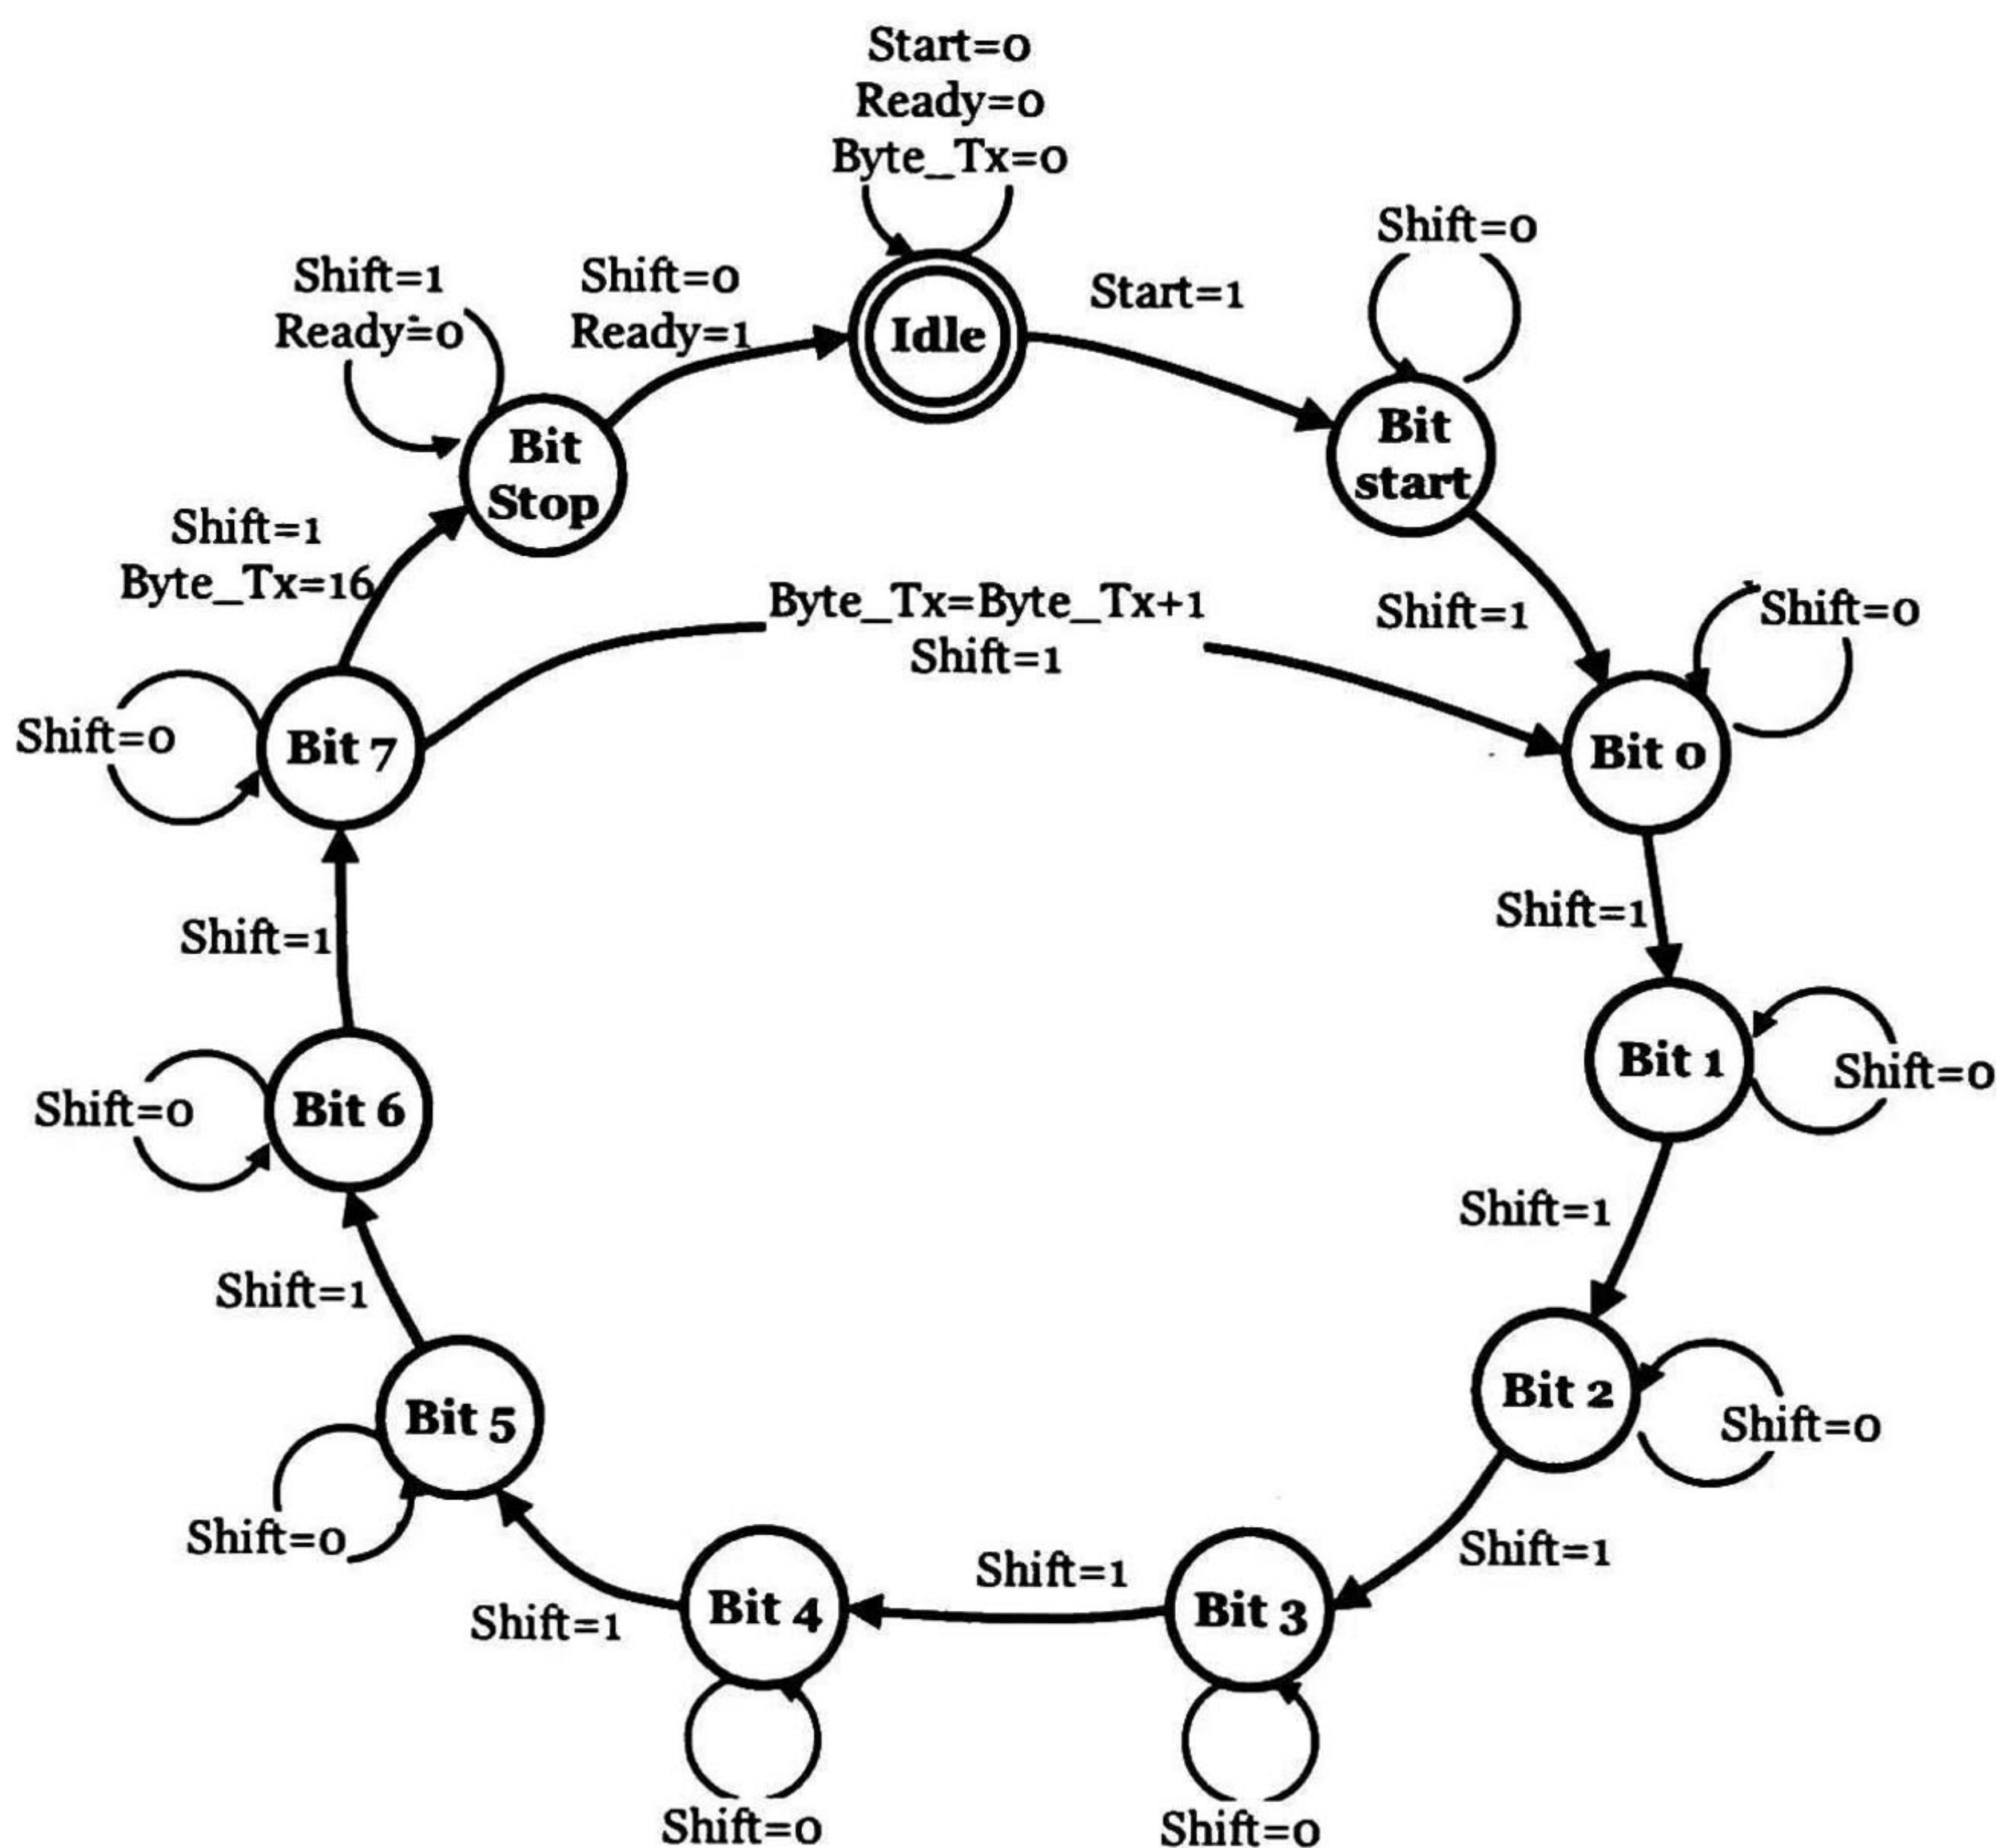 Start=0
Ready=0
Byte_Tx=0
Idle
Start=1
Shift=0
Bit
start
Shift=1
Shift=0
Bit 0
Shift=1
Shift=0
Bit 1
Shift=1
Shift=0
Bit 2
Shift=1
Bit 3
Shift=0
Shift=1
Bit 4
Shift=0
Shift=1
Bit 5
Shift=0
Shift=1
Bit 6
Shift=0
Shift=1
Bit 7
Shift=0
Byte_Tx=Byte_Tx+1
Shift=1
Shift=1
Byte_Tx=16
Bit
Stop
Shift=1
Ready=0
Shift=0
Ready=1